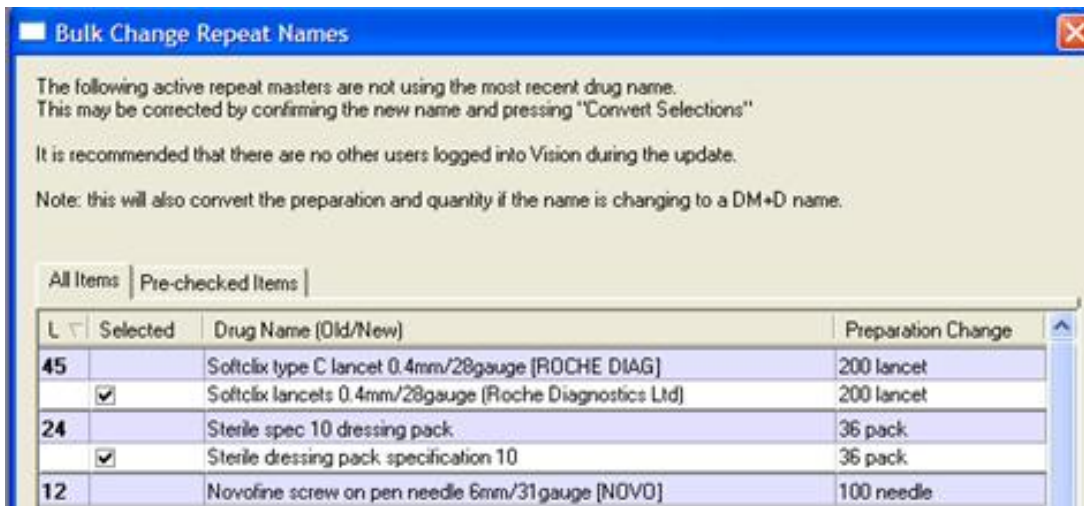 Bulk Change Repeat Names
The following active repeat masters are not using the most recent drug name.
This may be corrected by confirming the new name and pressing "Convert Selections"
It is recommended that there are no other users logged into Vision during the update.
Note: this will also convert the preparation and quantity if the name is changing to a DM+D name.
All Items Pre-checked Items
L Selected Drug Name (Old/New) Preparation Change
45 Softclix type C lancet 0.4mm/28gauge [ROCHE DIAG] 200 lancet
Softclix lancets 0.4mm/28gauge (Roche Diagnostics Ltd) 200 lancet
24 Sterile spec 10 dressing pack 36 pack
Sterile dressing pack specification 10 36 pack
12 Novofine screw on pen needle 6mm/31gauge [NOVO] 100 needle